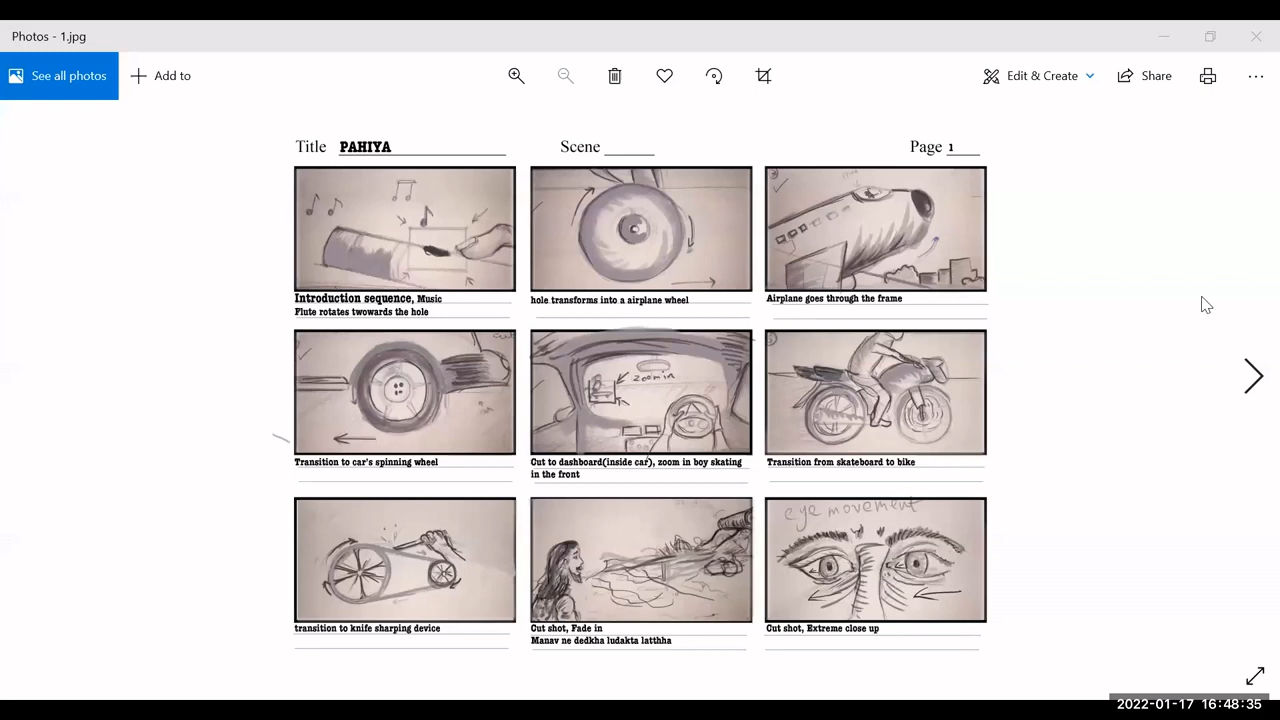 Photos - 1.jpg
See all photos
Add to
Edit & Create
Share
Title PAHIYA Scene Page 1
Introduction sequence, Music
Flute rotates twowards the hole
hole transforms into a airplane wheel
Airplane goes through the frame
zoom in
Transition to car's spinning wheel
Cut to dashboard(inside car), zoom in boy skating
in the front
Transition from skateboard to bike
eye movement
transition to knife sharping device
Cut shot, Fade in
Manav ne dedkha ludakta latthha
Cut shot, Extreme close up
2022-01-17 16:48:35